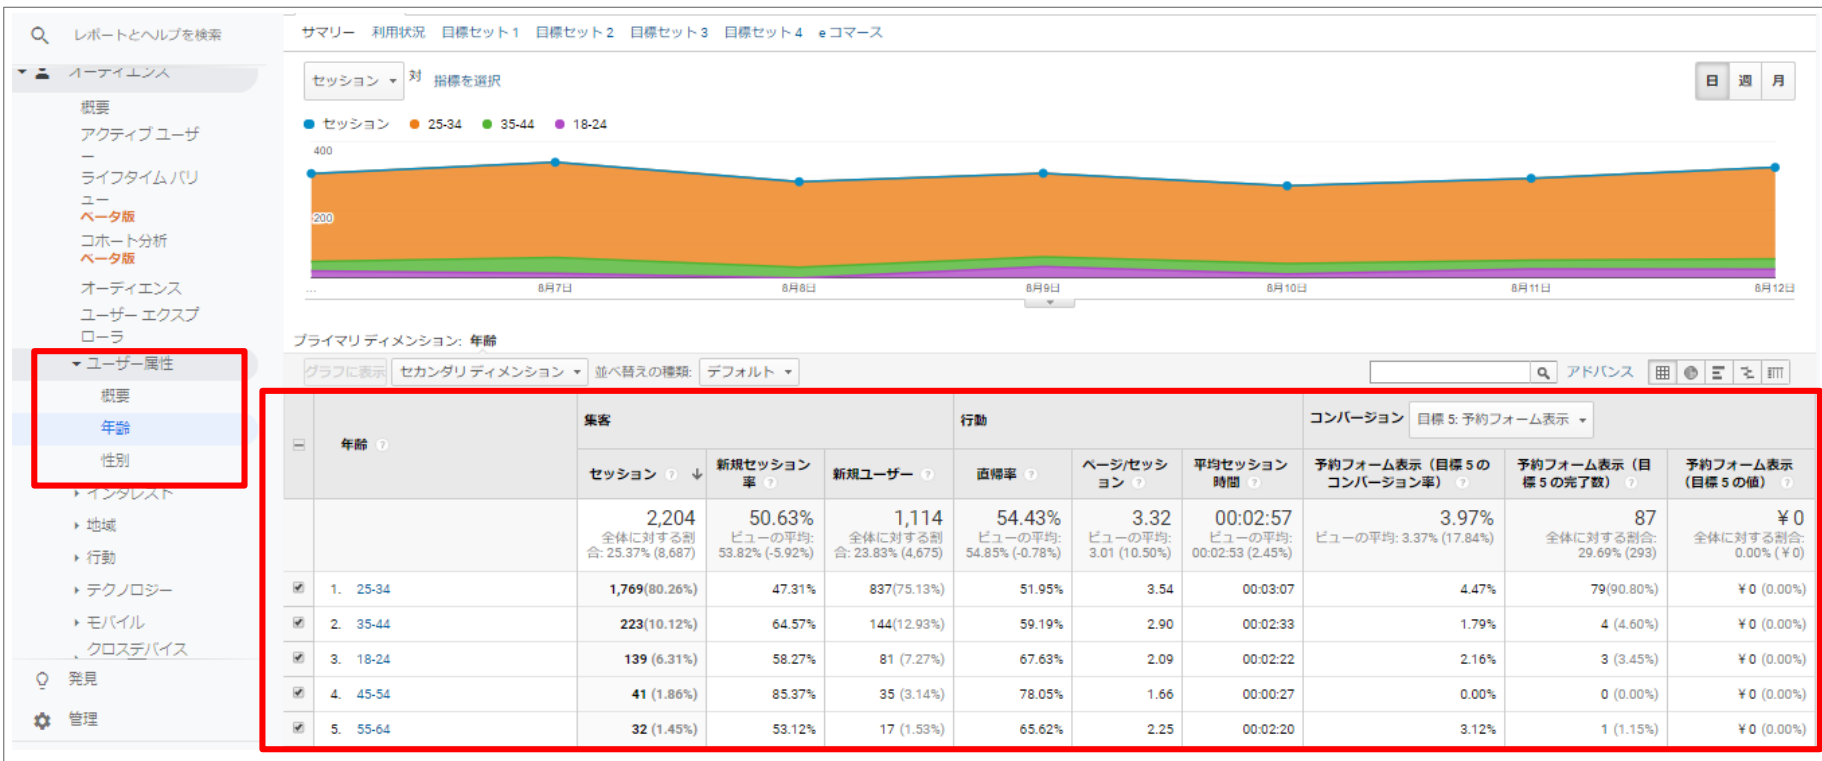 レポートとヘルプを検索
オーディエンス
概要
アクティブ ユーザ
ー
ライフタイム バリ
ュー
ベータ版
コホート分析
ベータ版
オーディエンス
ユーザー エクスプ
ローラ
ユーザー属性
概要
年齢
性別
インタレスト
地域
行動
テクノロジー
モバイル
クロスデバイス
発見
管理
サマリー 利用状況 目標セット 1 目標セット 2 目標セット 3 目標セット 4 e コマース
セッション 対 指標を選択
日 週 月
セッション 25-34 35-44 18-24
400
200
... 8月7日 8月8日 8月9日 8月10日 8月11日 8月12日
プライマリ ディメンション: 年齢
グラフに表示 セカンダリ ディメンション 並べ替えの種類: デフォルト アドバンス
年齢 ?
集客 行動 コンバージョン 目標 5: 予約フォーム表示
セッション ? 新規セッション率 ? 新規ユーザー ? 直帰率 ? ページ/セッション ? 平均セッション時間 ? 予約フォーム表示（目標 5 のコンバージョン率） ? 予約フォーム表示（目標 5 の完了数） ? 予約フォーム表示（目標 5 の値） ?
2,204 50.63% 1,114 54.43% 3.32 00:02:57 3.97% 87 ¥ 0
全体に対する割合: 25.37% (8,687) ビューの平均: 53.82% (-5.92%) 全体に対する割合: 23.83% (4,675) ビューの平均: 54.85% (-0.78%) ビューの平均: 3.01 (10.50%) ビューの平均: 00:02:53 (2.45%) ビューの平均: 3.37% (17.84%) 全体に対する割合: 29.69% (293) 全体に対する割合: 0.00% (¥ 0)
1. 25-34 1,769(80.26%) 47.31% 837(75.13%) 51.95% 3.54 00:03:07 4.47% 79(90.80%) ¥ 0 (0.00%)
2. 35-44 223(10.12%) 64.57% 144(12.93%) 59.19% 2.90 00:02:33 1.79% 4 (4.60%) ¥ 0 (0.00%)
3. 18-24 139 (6.31%) 58.27% 81 (7.27%) 67.63% 2.09 00:02:22 2.16% 3 (3.45%) ¥ 0 (0.00%)
4. 45-54 41 (1.86%) 85.37% 35 (3.14%) 78.05% 1.66 00:00:27 0.00% 0 (0.00%) ¥ 0 (0.00%)
5. 55-64 32 (1.45%) 53.12% 17 (1.53%) 65.62% 2.25 00:02:20 3.12% 1 (1.15%) ¥ 0 (0.00%)